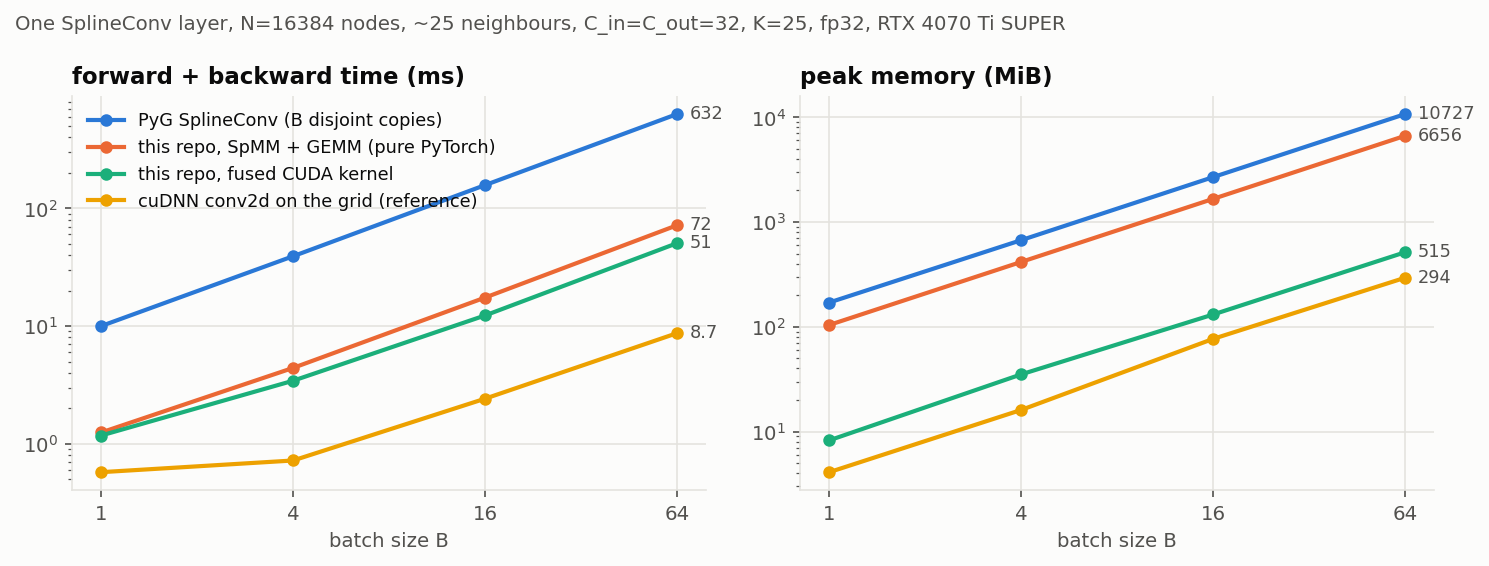 One SplineConv layer, N=16384 nodes, ~25 neighbours, C_in=C_out=32, K=25, fp32, RTX 4070 Ti SUPER
forward + backward time (ms)
PyG SplineConv (B disjoint copies)
this repo, SpMM + GEMM (pure PyTorch)
this repo, fused CUDA kernel
cuDNN conv2d on the grid (reference)
632
72
51
8.7
10²
10¹
10⁰
1 4 16 64
batch size B
peak memory (MiB)
10727
6656
515
294
10⁴
10³
10²
10¹
1 4 16 64
batch size B